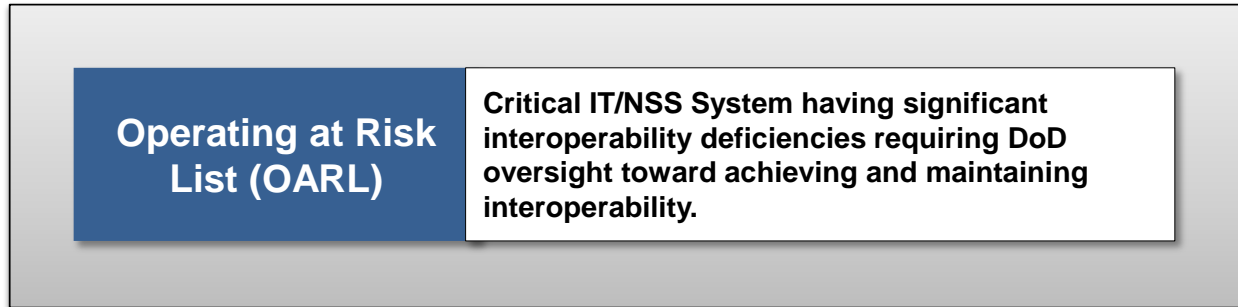 Operating at Risk
List (OARL)
Critical IT/NSS System having significant
interoperability deficiencies requiring DoD
oversight toward achieving and maintaining
interoperability.